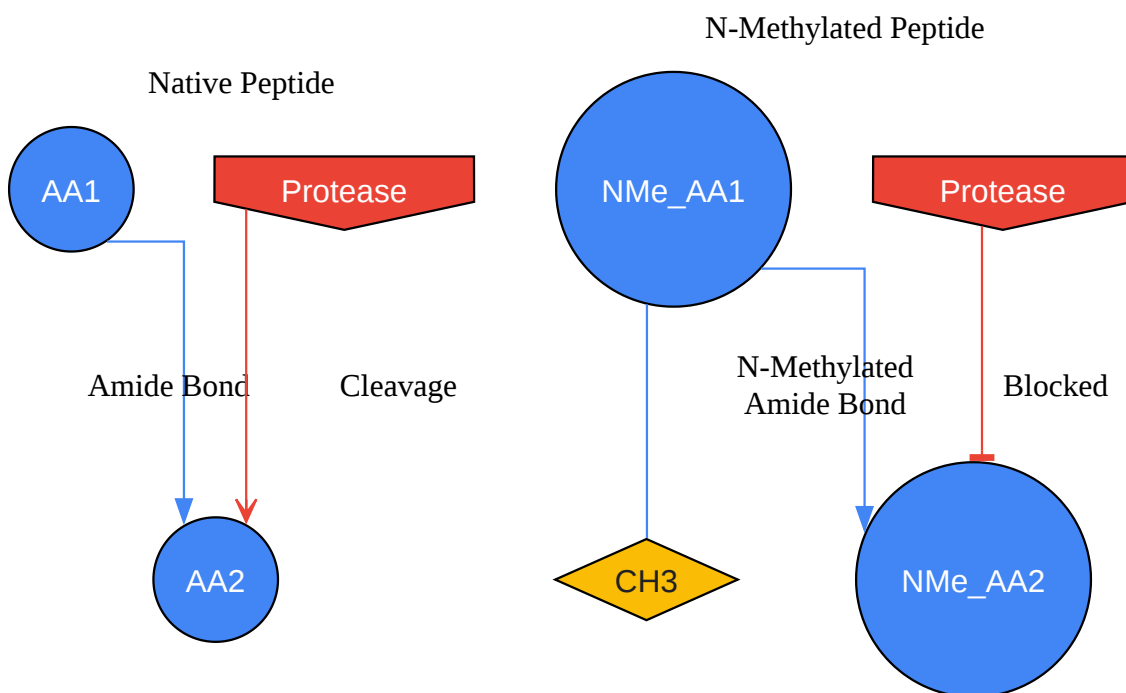 N-Methylated Peptide
Native Peptide
AA1
Protease
NMe_AA1
Protease
Amide Bond
Cleavage
N-Methylated
Amide Bond
Blocked
AA2
CH3
NMe_AA2